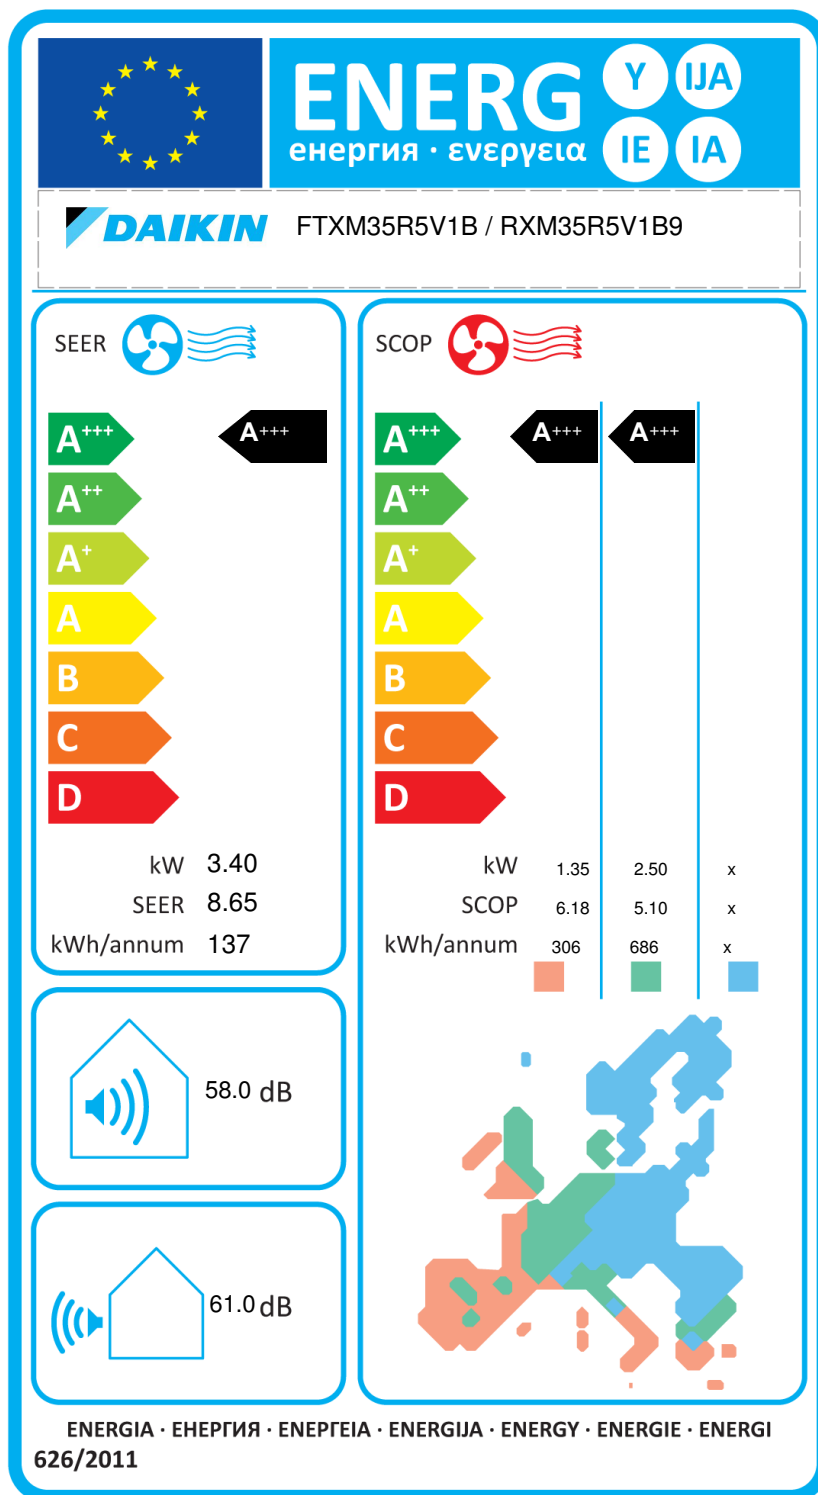 ENERG
енергия · ενεργεια
Y IJA
IE IA
DAIKIN FTXM35R5V1B / RXM35R5V1B9
SEER
A+++ A+++
A++
A+
A
B
C
D
kW 3.40
SEER 8.65
kWh/annum 137
SCOP
A+++ A+++ A+++
A++
A+
A
B
C
D
kW 1.35 2.50 x
SCOP 6.18 5.10 x
kWh/annum 306 686 x
58.0 dB
61.0 dB
ENERGIA · ЕНЕРГИЯ · ΕΝΕΡΓΕΙΑ · ENERGIJA · ENERGY · ENERGIE · ENERGI
626/2011